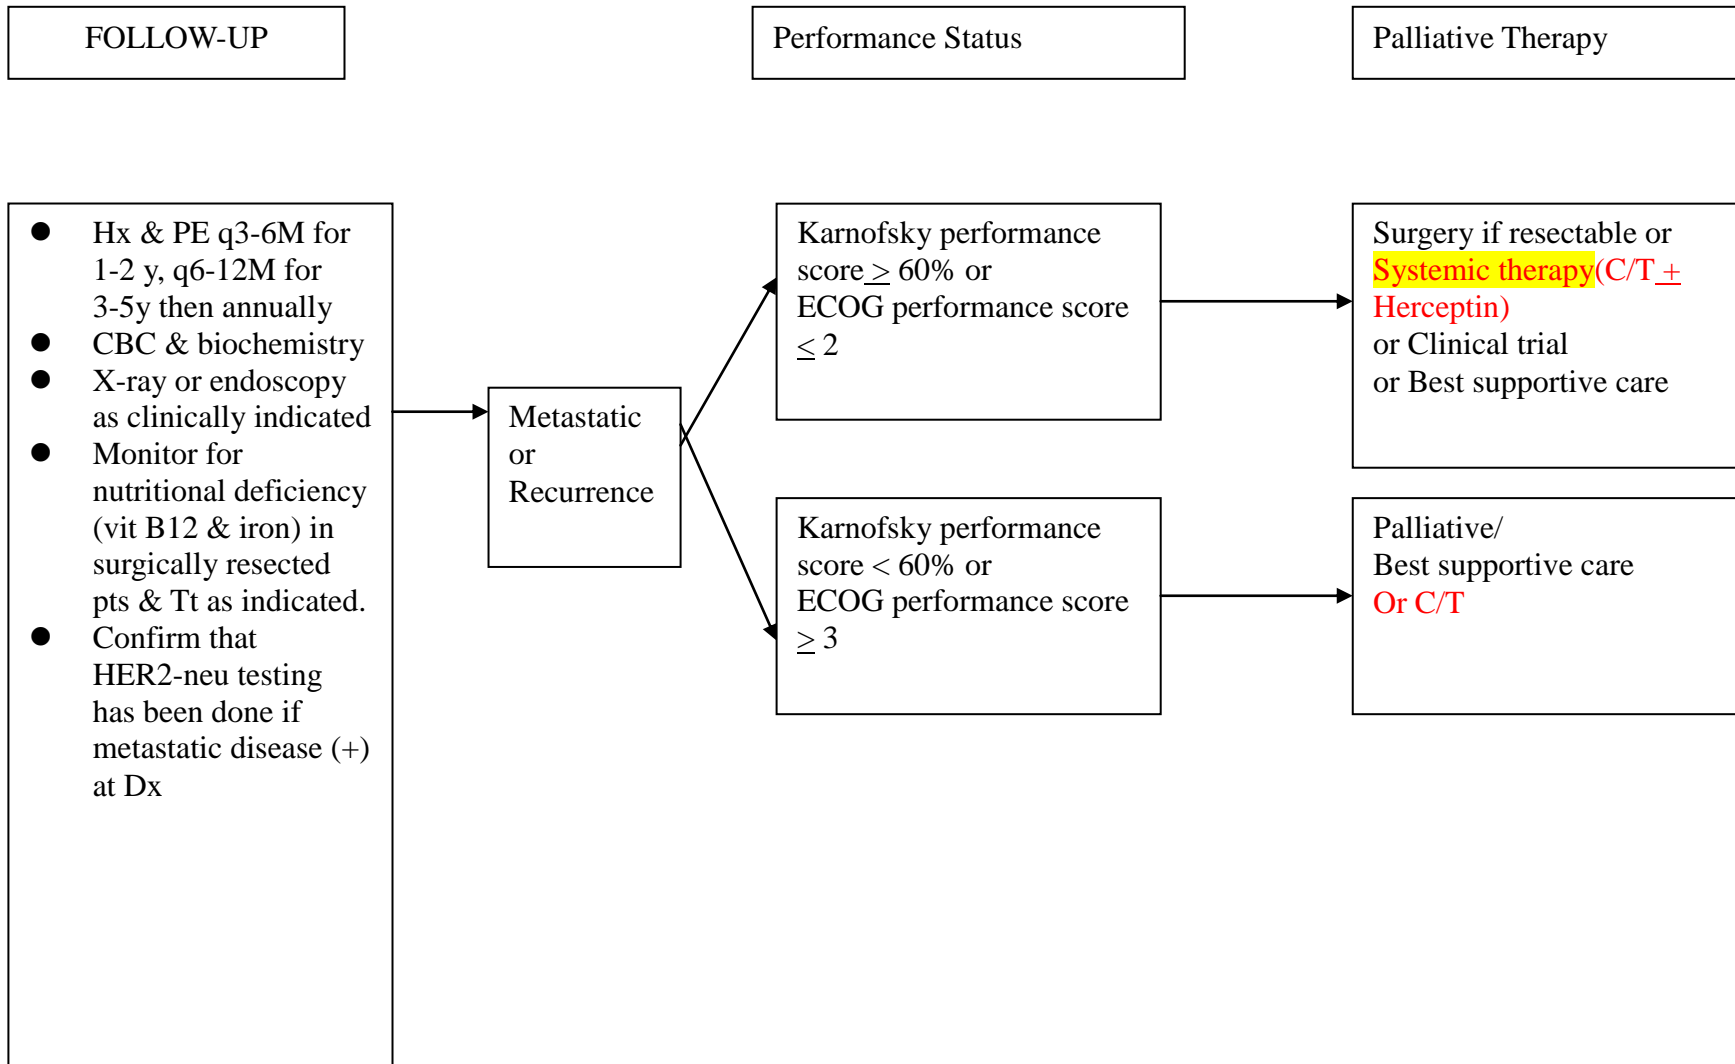 FOLLOW-UP
Performance Status
Palliative Therapy
● Hx & PE q3-6M for
1-2 y, q6-12M for
3-5y then annually
● CBC & biochemistry
● X-ray or endoscopy
as clinically indicated
● Monitor for
nutritional deficiency
(vit B12 & iron) in
surgically resected
pts & Tt as indicated.
● Confirm that
HER2-neu testing
has been done if
metastatic disease (+)
at Dx
Metastatic
or
Recurrence
Karnofsky performance
score ≥ 60% or
ECOG performance score
≤ 2
Karnofsky performance
score < 60% or
ECOG performance score
≥ 3
Surgery if resectable or
Systemic therapy(C/T ±
Herceptin)
or Clinical trial
or Best supportive care
Palliative/
Best supportive care
Or C/T